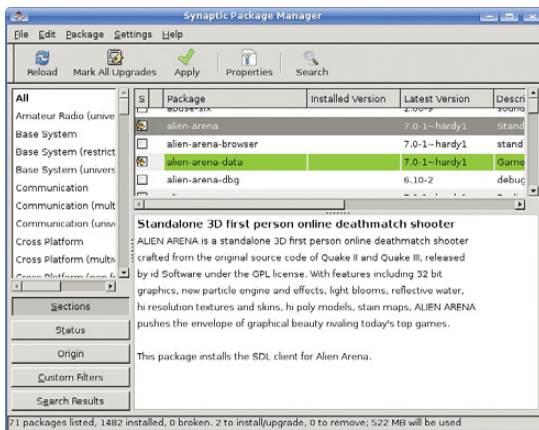 Synaptic Package Manager
File Edit Package Settings Help
Reload Mark All Upgrades Apply Properties Search
All
Amateur Radio (unive
Base System
Base System (restrict
Base System (univers
Communication
Communication (mult
Communication (univ
Cross Platform
Cross Platform (multiv
Sections
Status
Origin
Custom Filters
Search Results
S Package Installed Version Latest Version Descri
alien-arena 7.0-1~hardy1 Stand
alien-arena-browser 7.0-1~hardy1 stand
alien-arena-data 7.0-1~hardy1 Game
alien-arena-dbg 6.10-2 debug
Standalone 3D first person online deathmatch shooter
ALIEN ARENA is a standalone 3D first person online deathmatch shooter
crafted from the original source code of Quake II and Quake III, released
by id Software under the GPL license. With features including 32 bit
graphics, new particle engine and effects, light blooms, reflective water,
hi resolution textures and skins, hi poly models, stain maps, ALIEN ARENA
pushes the envelope of graphical beauty rivaling today's top games.
This package installs the SDL client for Alien Arena.
71 packages listed, 1482 installed, 0 broken. 2 to install/upgrade, 0 to remove; 522 MB will be used